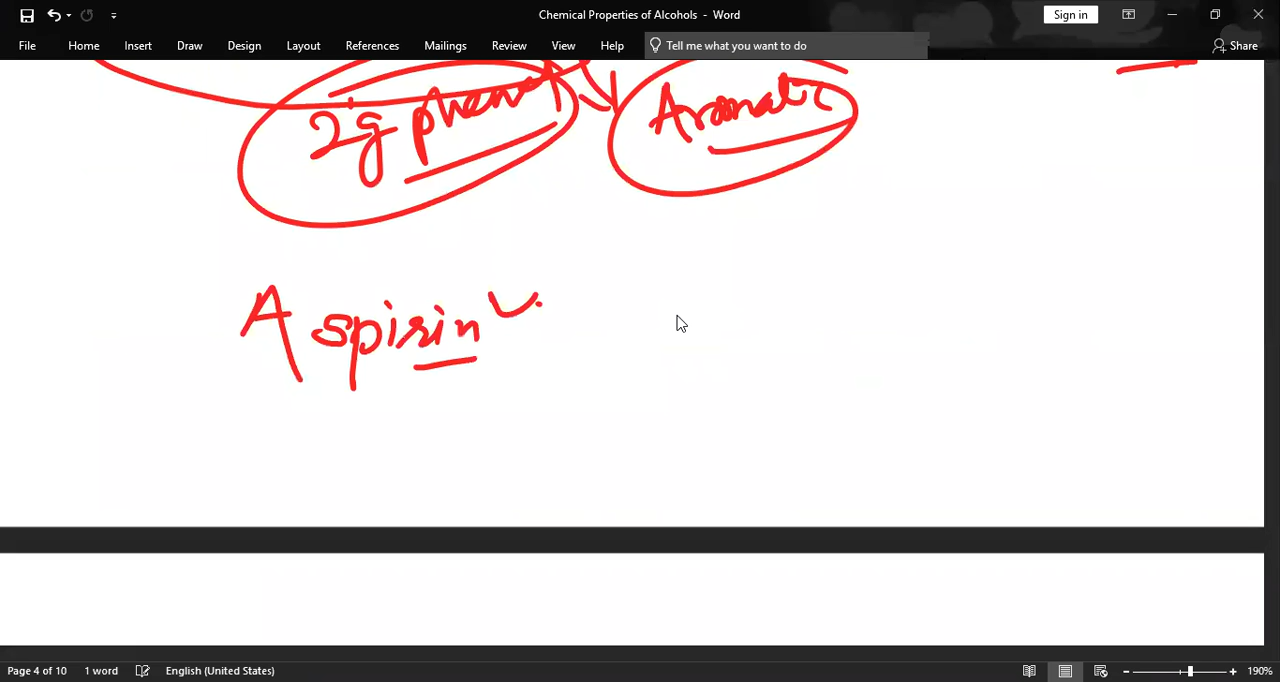 Chemical Properties of Alcohols - Word
Sign in
File Home Insert Draw Design Layout References Mailings Review View Help Tell me what you want to do Share
phenol Aromatic
Aspirin
Page 4 of 10 1 word English (United States) 190%